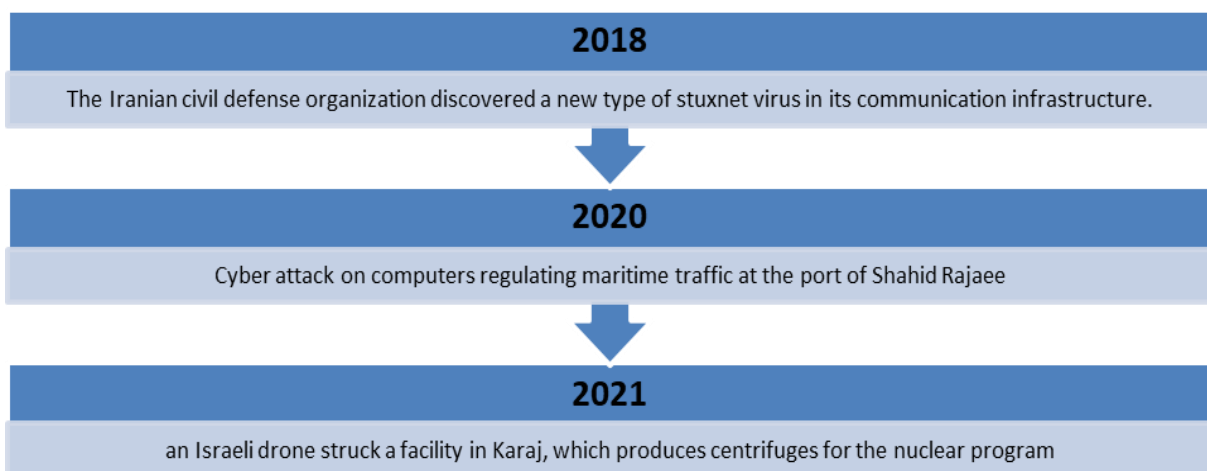 2018
The Iranian civil defense organization discovered a new type of stuxnet virus in its communication infrastructure.
2020
Cyber attack on computers regulating maritime traffic at the port of Shahid Rajaee
2021
an Israeli drone struck a facility in Karaj, which produces centrifuges for the nuclear program